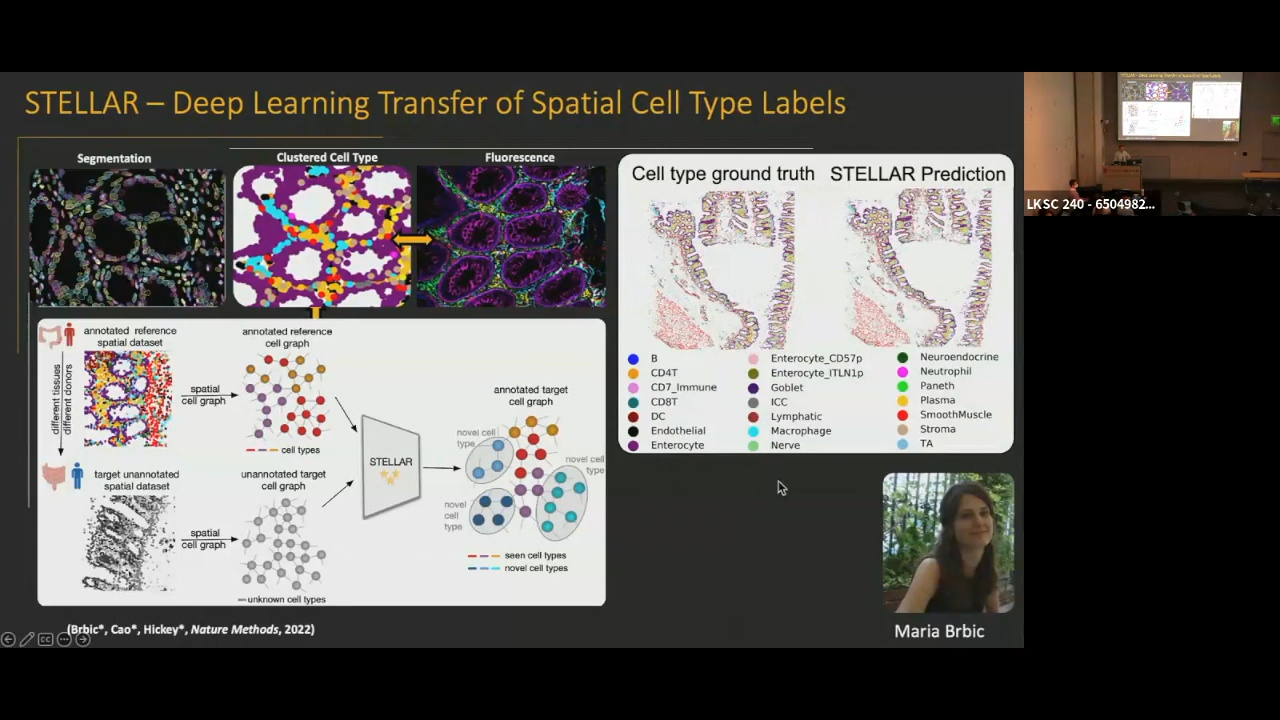 STELLAR – Deep Learning Transfer of Spatial Cell Type Labels
Segmentation
Clustered Cell Type
Fluorescence
annotated reference
spatial dataset
different tissues
different donors
spatial
cell graph
annotated reference
cell graph
cell types
target unannotated
spatial dataset
spatial
cell graph
unannotated target
cell graph
unknown cell types
STELLAR
annotated target
cell graph
novel cell
type
novel cell
type
novel
cell
type
seen cell types
novel cell types
Cell type ground truth
STELLAR Prediction
B
CD4T
CD7_Immune
CD8T
DC
Endothelial
Enterocyte
Enterocyte_CD57p
Enterocyte_ITLN1p
Goblet
ICC
Lymphatic
Macrophage
Nerve
Neuroendocrine
Neutrophil
Paneth
Plasma
SmoothMuscle
Stroma
TA
(Brbic*, Cao*, Hickey*, Nature Methods, 2022)
Maria Brbic
LKSC 240 - 6504982...